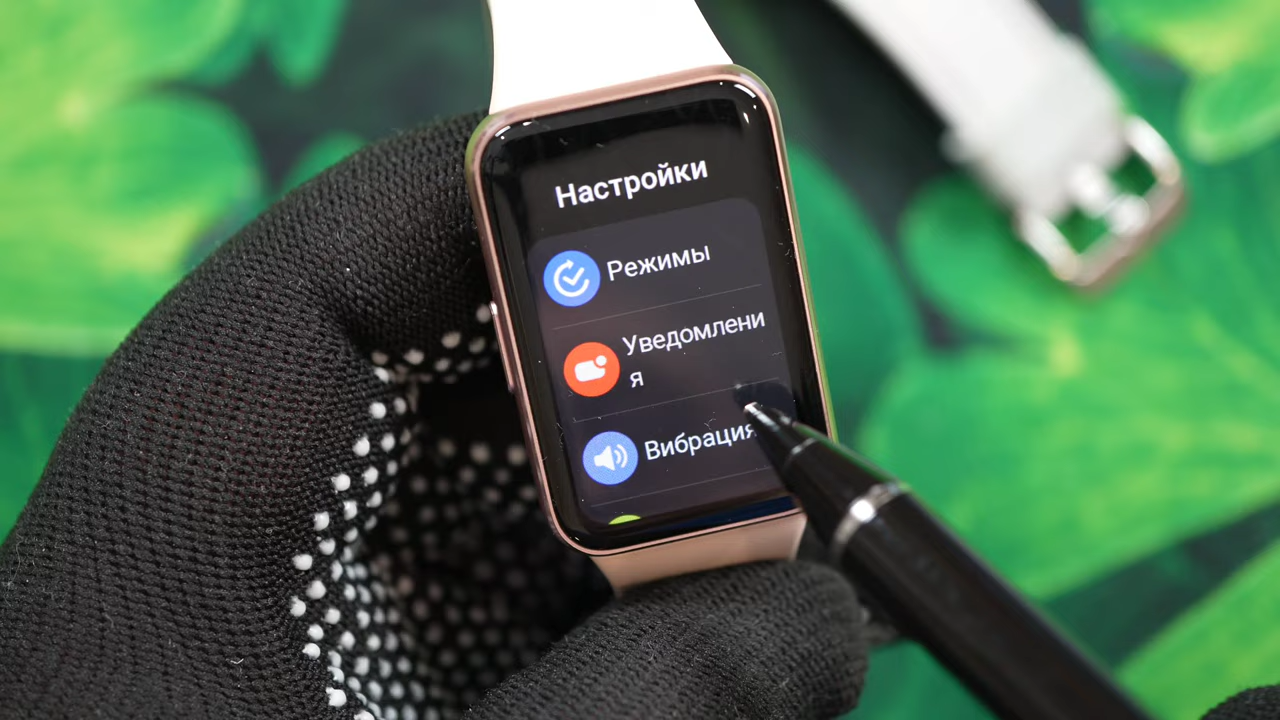 Настройки
Режимы
Уведомлени
я
Вибрация